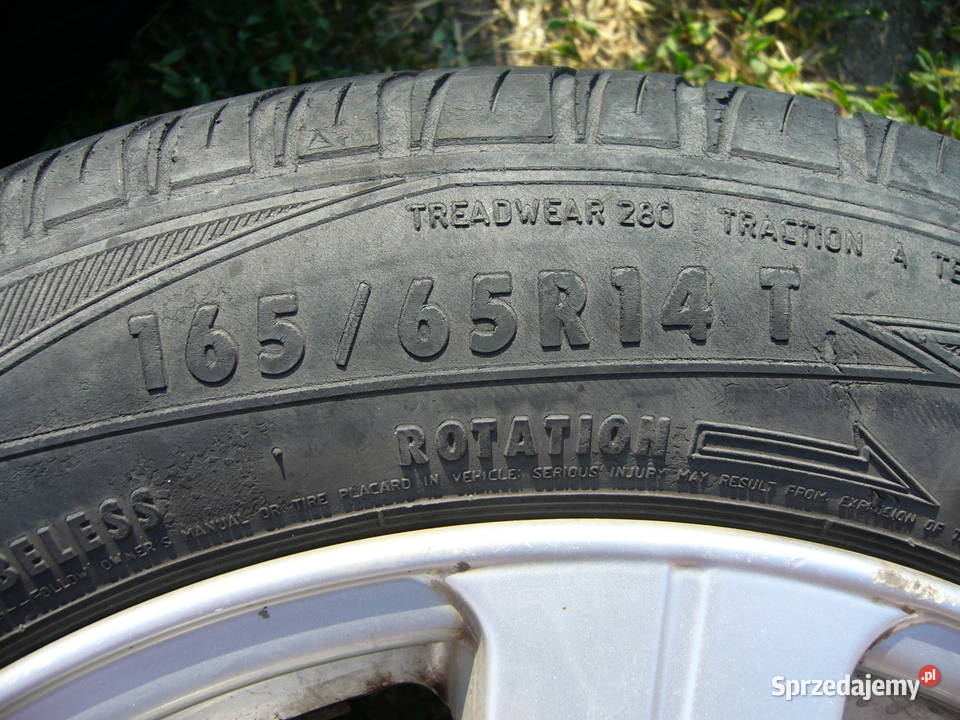 TREADWEAR 280 TRACTION A TE
165/65R14 T
ROTATION
BELESS
FOLLOW OWNER'S MANUAL OR TIRE PLACARD IN VEHICLE: SERIOUS INJURY MAY RESULT FROM EXPLOSION OF
Sprzedajemy.pl